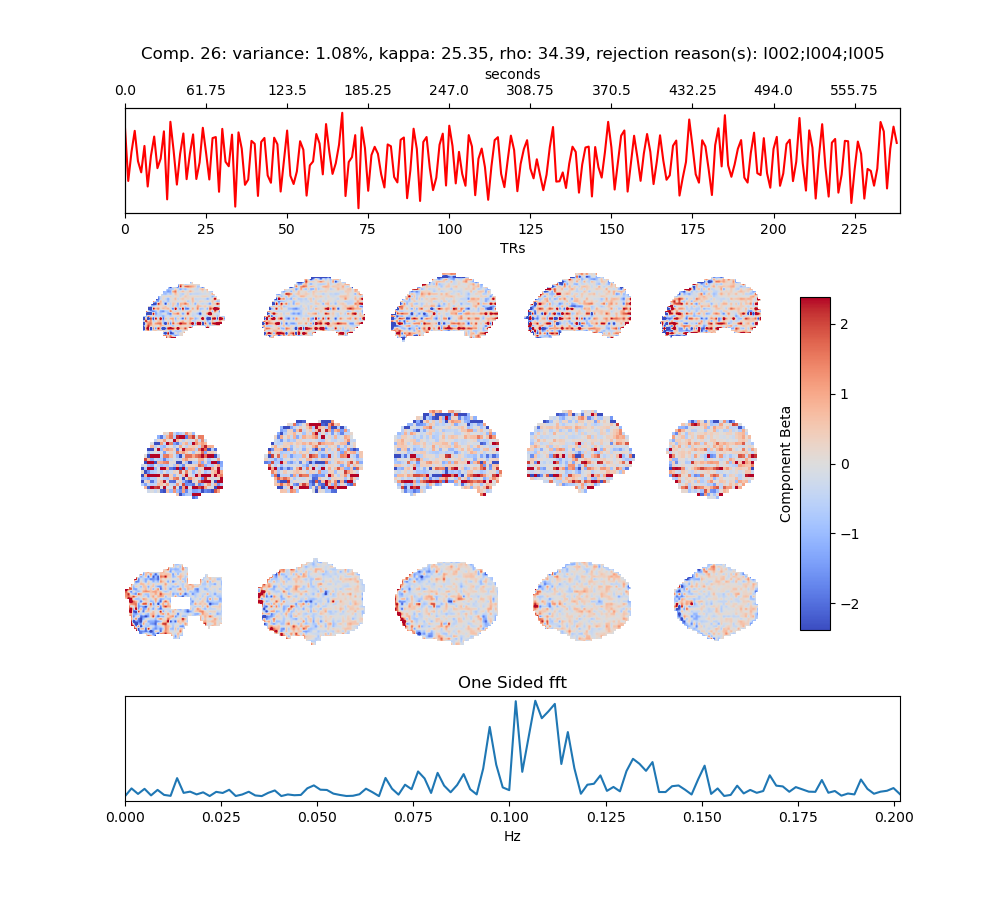 Comp. 26: variance: 1.08%, kappa: 25.35, rho: 34.39, rejection reason(s): I002;I004;I005
seconds
0.0 61.75 123.5 185.25 247.0 308.75 370.5 432.25 494.0 555.75
0 25 50 75 100 125 150 175 200 225
TRs
2
1
0
−1
−2
Component Beta
One Sided fft
0.000 0.025 0.050 0.075 0.100 0.125 0.150 0.175 0.200
Hz